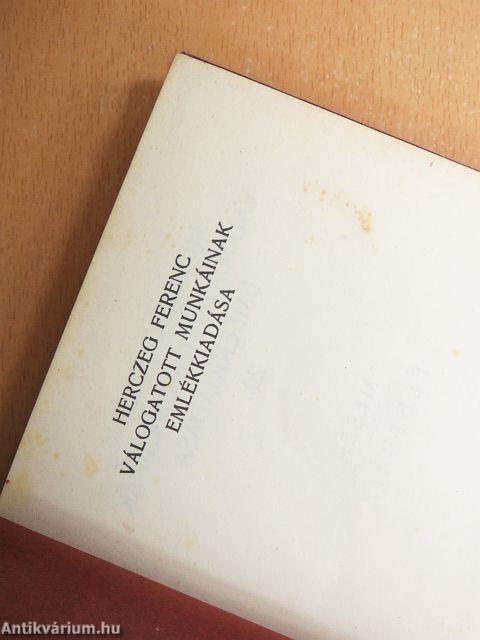 HERCZEG FERENC
VÁLOGATOTT MUNKÁINAK
EMLÉKKIADÁSA
Antikvárium.hu